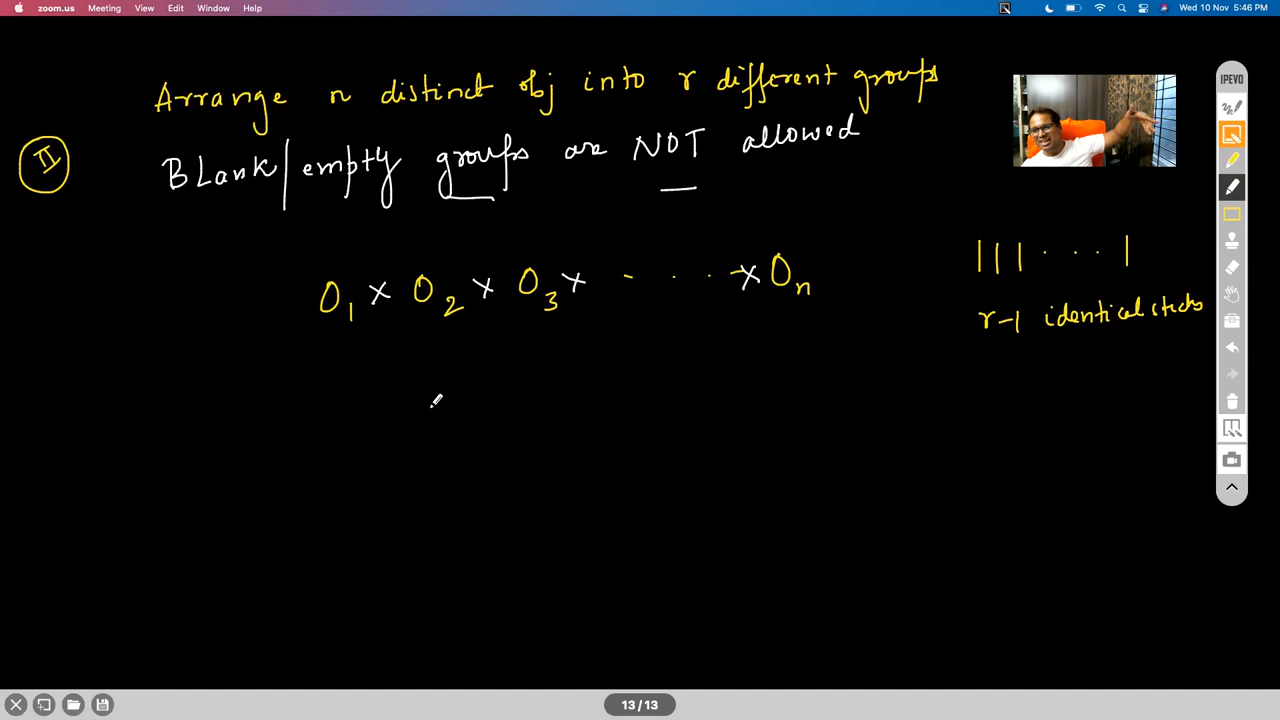 zoom.us Meeting View Edit Window Help Wed 10 Nov 5:46 PM
Arrange n distinct obj into r different groups
II
Blank/empty groups are NOT allowed
IPEVO
O₁ × O₂ × O₃ × - · · - × Oₙ
| | | · · · |
r-1 identical sticks
13/13